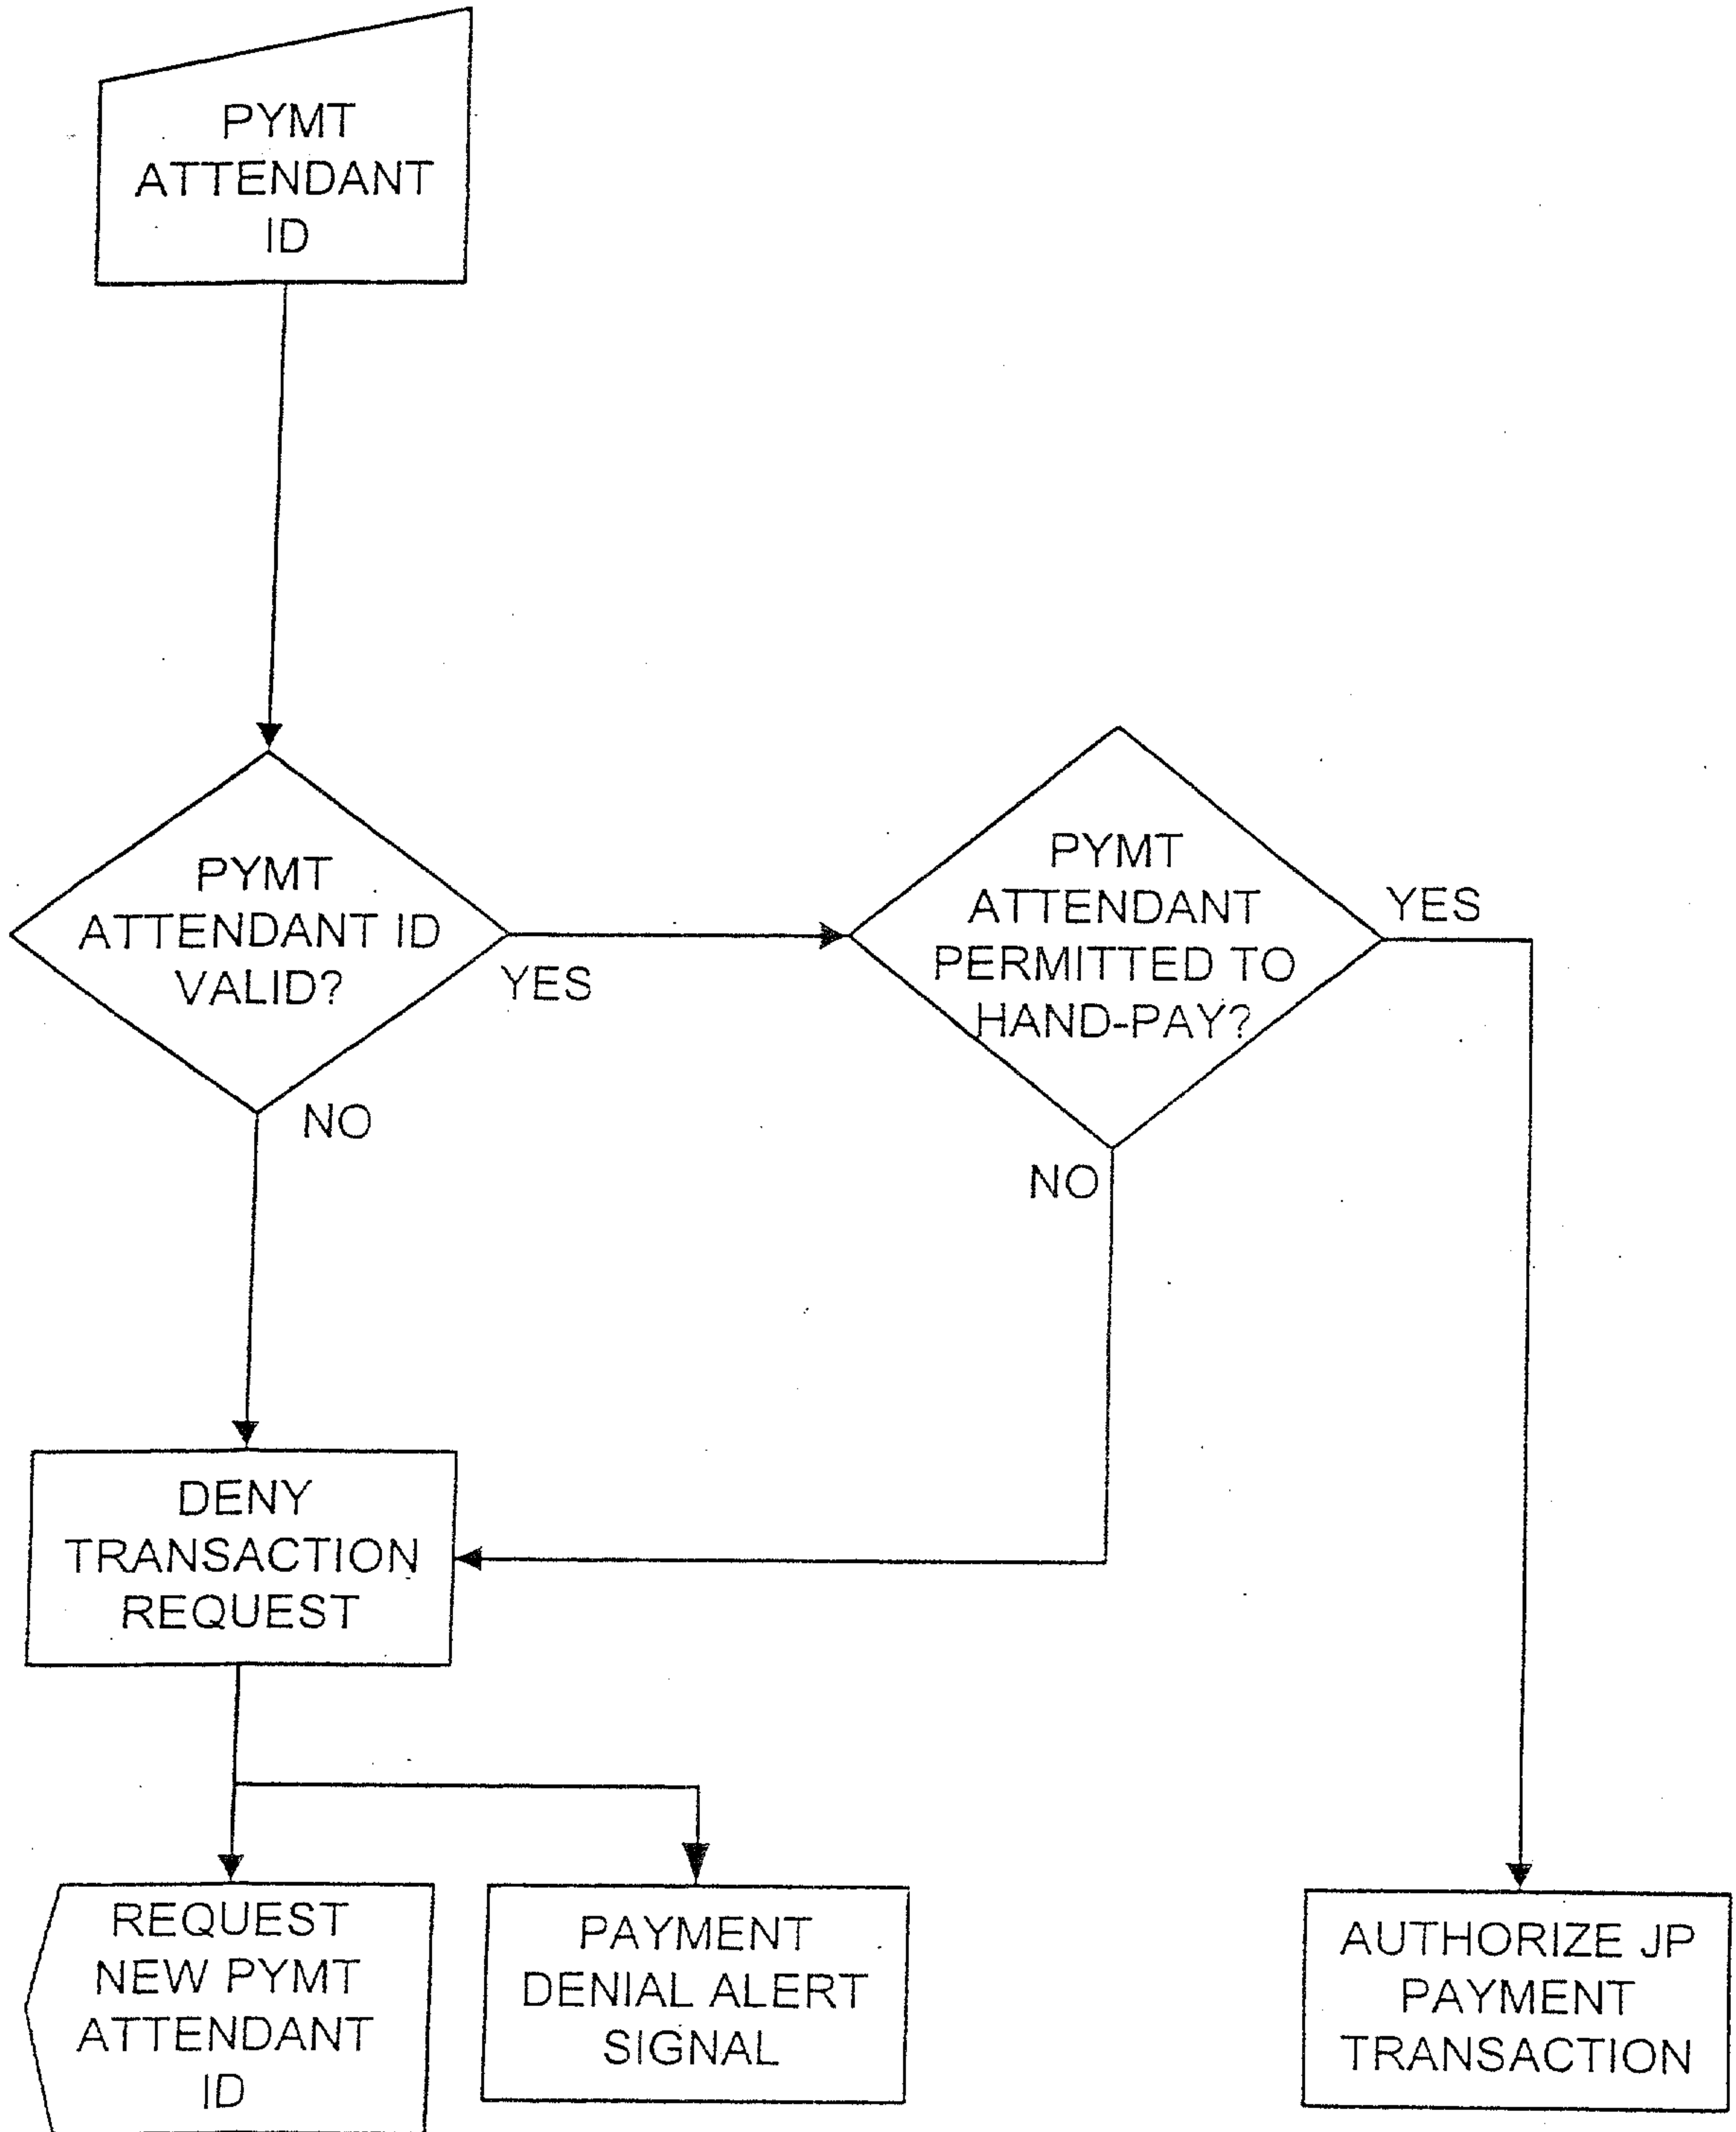 PYMT
ATTENDANT
ID
PYMT
ATTENDANT ID
VALID?
YES
NO
PYMT
ATTENDANT
PERMITTED TO
HAND-PAY?
YES
NO
DENY
TRANSACTION
REQUEST
REQUEST
NEW PYMT
ATTENDANT
ID
PAYMENT
DENIAL ALERT
SIGNAL
AUTHORIZE JP
PAYMENT
TRANSACTION